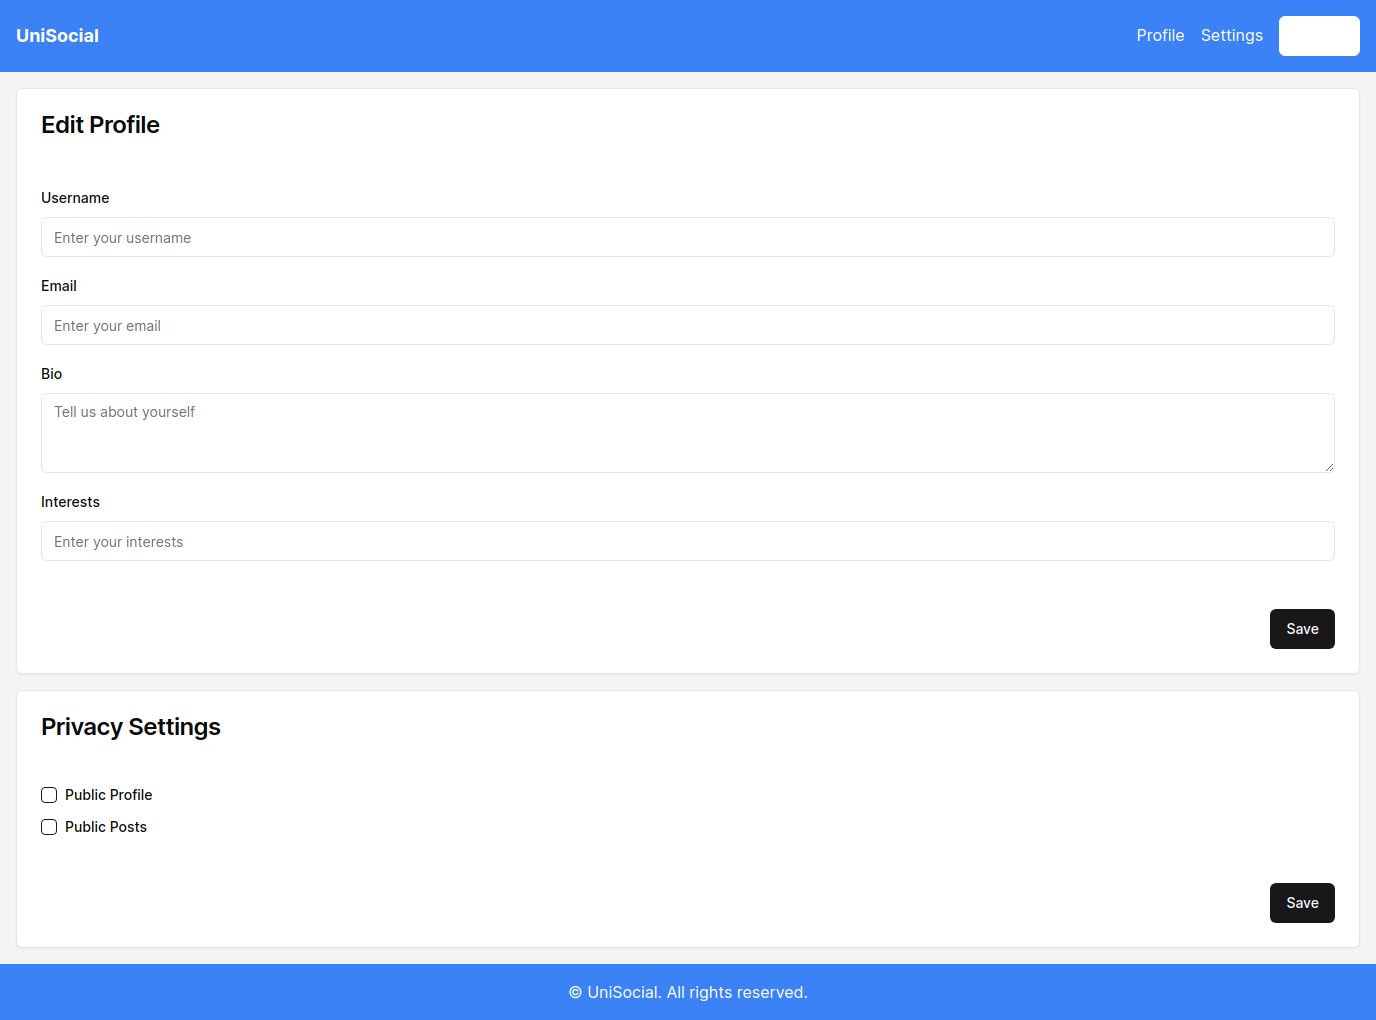 UniSocial
Profile Settings
Edit Profile
Username
Enter your username
Email
Enter your email
Bio
Tell us about yourself
Interests
Enter your interests
Save
Privacy Settings
Public Profile
Public Posts
Save
© UniSocial. All rights reserved.